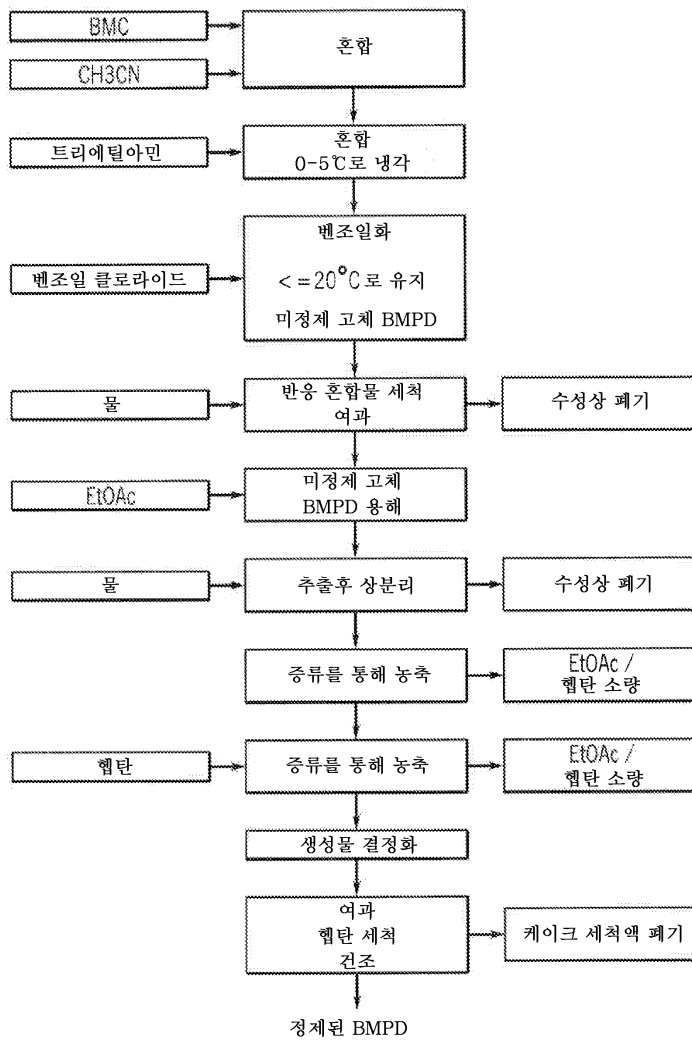 BMC
혼합
CH3CN
트리에틸아민
혼합
0-5℃로 냉각
벤조일화
벤조일 클로라이드
<=20°C로 유지
미정제 고체 BMPD
물
반응 혼합물 세척
여과
수성상 폐기
EtOAc
미정제 고체
BMPD 용해
물
추출후 상분리
수성상 폐기
증류를 통해 농축
EtOAc /
헵탄 소량
헵탄
증류를 통해 농축
EtOAc /
헵탄 소량
생성물 결정화
여과
헵탄 세척
건조
케이크 세척액 폐기
정제된 BMPD